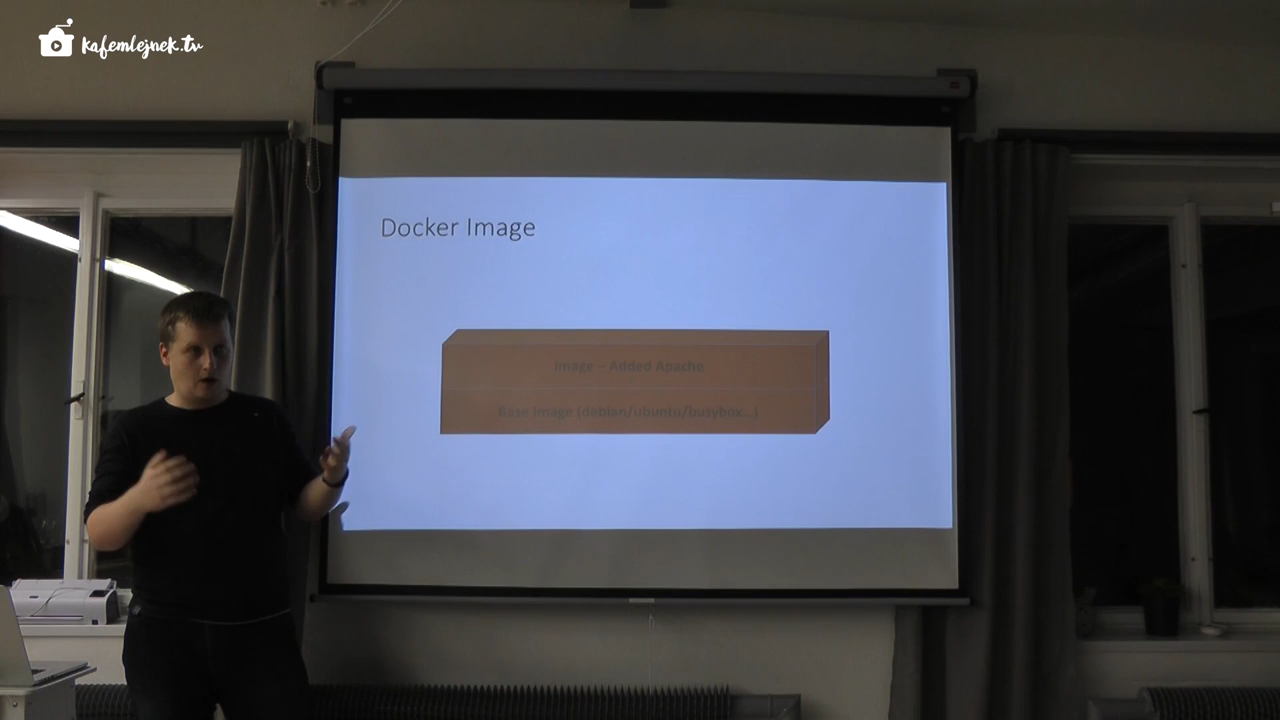 kafemlejnek.tv
Docker Image
Image – Added Apache
Base Image (debian/ubuntu/busybox...)